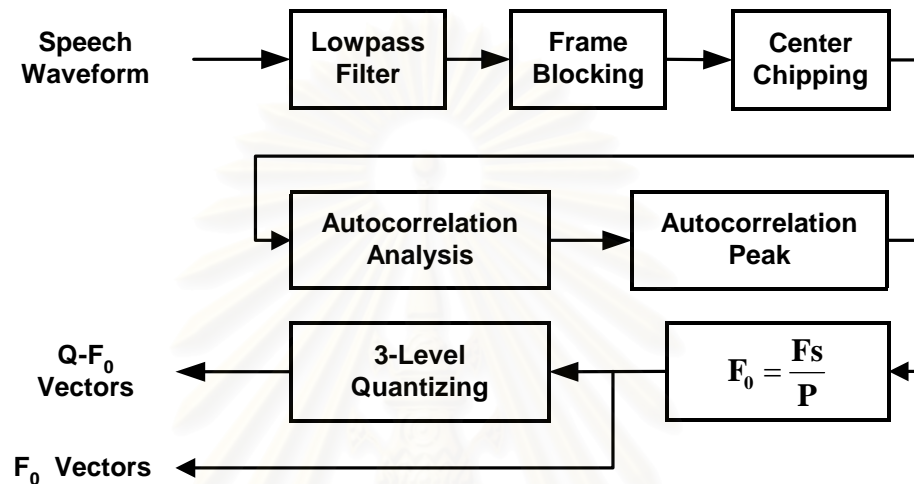 Speech
Waveform
Lowpass
Filter
Frame
Blocking
Center
Chipping
Autocorrelation
Analysis
Autocorrelation
Peak
Q-F₀
Vectors
3-Level
Quantizing
F₀ = Fs / P
F₀ Vectors